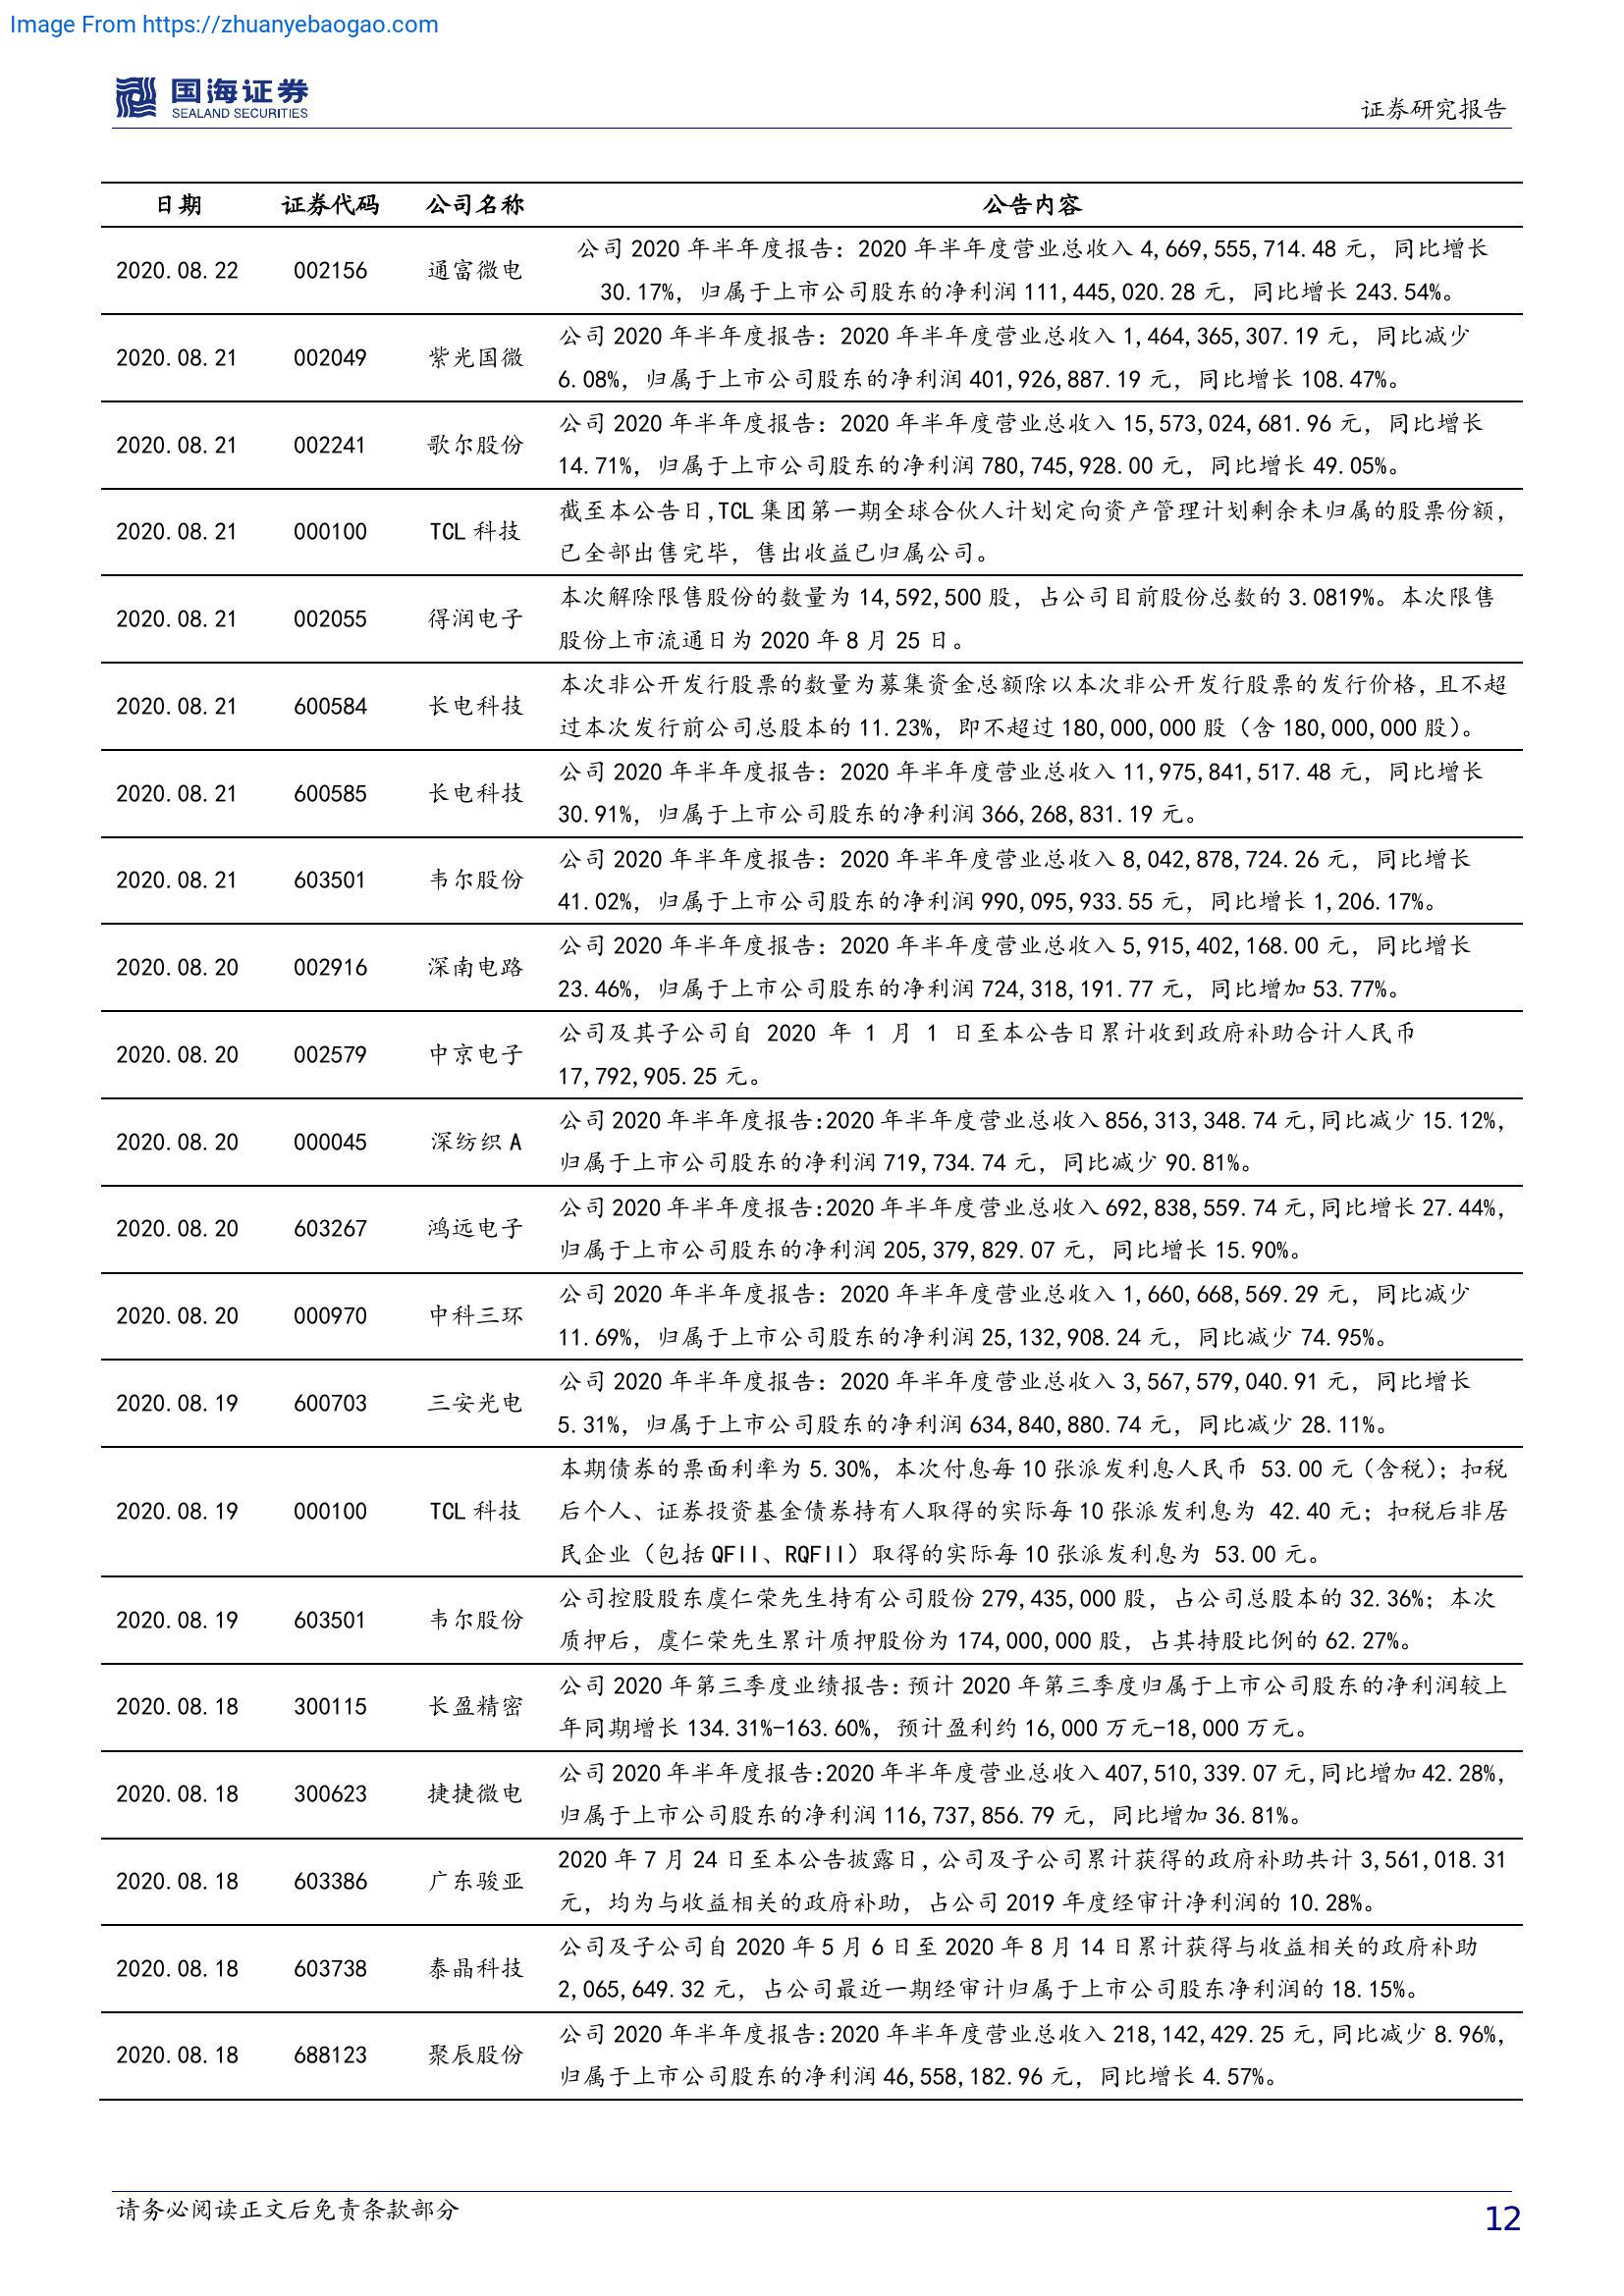 Image From https://zhuanyebaogao.com
国海证券
SEALAND SECURITIES
证券研究报告
日期 证券代码 公司名称 公告内容
2020.08.22 002156 通富微电 公司 2020 年半年度报告：2020 年半年度营业总收入 4,669,555,714.48 元，同比增长
30.17%，归属于上市公司股东的净利润 111,445,020.28 元，同比增长 243.54%。
2020.08.21 002049 紫光国微 公司 2020 年半年度报告：2020 年半年度营业总收入 1,464,365,307.19 元，同比减少
6.08%，归属于上市公司股东的净利润 401,926,887.19 元，同比增长 108.47%。
2020.08.21 002241 歌尔股份 公司 2020 年半年度报告：2020 年半年度营业总收入 15,573,024,681.96 元，同比增长
14.71%，归属于上市公司股东的净利润 780,745,928.00 元，同比增长 49.05%。
2020.08.21 000100 TCL 科技 截至本公告日,TCL 集团第一期全球合伙人计划定向资产管理计划剩余未归属的股票份额，
已全部出售完毕，售出收益已归属公司。
2020.08.21 002055 得润电子 本次解除限售股份的数量为 14,592,500 股，占公司目前股份总数的 3.0819%。本次限售
股份上市流通日为 2020 年 8 月 25 日。
2020.08.21 600584 长电科技 本次非公开发行股票的数量为募集资金总额除以本次非公开发行股票的发行价格，且不超
过本次发行前公司总股本的 11.23%，即不超过 180,000,000 股（含 180,000,000 股）。
2020.08.21 600585 长电科技 公司 2020 年半年度报告：2020 年半年度营业总收入 11,975,841,517.48 元，同比增长
30.91%，归属于上市公司股东的净利润 366,268,831.19 元。
2020.08.21 603501 韦尔股份 公司 2020 年半年度报告：2020 年半年度营业总收入 8,042,878,724.26 元，同比增长
41.02%，归属于上市公司股东的净利润 990,095,933.55 元，同比增长 1,206.17%。
2020.08.20 002916 深南电路 公司 2020 年半年度报告：2020 年半年度营业总收入 5,915,402,168.00 元，同比增长
23.46%，归属于上市公司股东的净利润 724,318,191.77 元，同比增加 53.77%。
2020.08.20 002579 中京电子 公司及其子公司自 2020 年 1 月 1 日至本公告日累计收到政府补助合计人民币
17,792,905.25 元。
2020.08.20 000045 深纺织 A 公司 2020 年半年度报告:2020 年半年度营业总收入 856,313,348.74 元,同比减少 15.12%,
归属于上市公司股东的净利润 719,734.74 元，同比减少 90.81%。
2020.08.20 603267 鸿远电子 公司 2020 年半年度报告:2020 年半年度营业总收入 692,838,559.74 元,同比增长 27.44%,
归属于上市公司股东的净利润 205,379,829.07 元，同比增长 15.90%。
2020.08.20 000970 中科三环 公司 2020 年半年度报告：2020 年半年度营业总收入 1,660,668,569.29 元，同比减少
11.69%，归属于上市公司股东的净利润 25,132,908.24 元，同比减少 74.95%。
2020.08.19 600703 三安光电 公司 2020 年半年度报告：2020 年半年度营业总收入 3,567,579,040.91 元，同比增长
5.31%，归属于上市公司股东的净利润 634,840,880.74 元，同比减少 28.11%。
2020.08.19 000100 TCL 科技 本期债券的票面利率为 5.30%，本次付息每 10 张派发利息人民币 53.00 元（含税）；扣税
后个人、证券投资基金债券持有人取得的实际每 10 张派发利息为 42.40 元；扣税后非居
民企业（包括 QFII、RQFII）取得的实际每 10 张派发利息为 53.00 元。
2020.08.19 603501 韦尔股份 公司控股股东虞仁荣先生持有公司股份 279,435,000 股，占公司总股本的 32.36%；本次
质押后，虞仁荣先生累计质押股份为 174,000,000 股，占其持股比例的 62.27%。
2020.08.18 300115 长盈精密 公司 2020 年第三季度业绩报告：预计 2020 年第三季度归属于上市公司股东的净利润较上
年同期增长 134.31%-163.60%，预计盈利约 16,000 万元-18,000 万元。
2020.08.18 300623 捷捷微电 公司 2020 年半年度报告:2020 年半年度营业总收入 407,510,339.07 元,同比增加 42.28%,
归属于上市公司股东的净利润 116,737,856.79 元，同比增加 36.81%。
2020.08.18 603386 广东骏亚 2020 年 7 月 24 日至本公告披露日，公司及子公司累计获得的政府补助共计 3,561,018.31
元，均为与收益相关的政府补助，占公司 2019 年度经审计净利润的 10.28%。
2020.08.18 603738 泰晶科技 公司及子公司自 2020 年 5 月 6 日至 2020 年 8 月 14 日累计获得与收益相关的政府补助
2,065,649.32 元，占公司最近一期经审计归属于上市公司股东净利润的 18.15%。
2020.08.18 688123 聚辰股份 公司 2020 年半年度报告:2020 年半年度营业总收入 218,142,429.25 元,同比减少 8.96%,
归属于上市公司股东的净利润 46,558,182.96 元，同比增长 4.57%。
请务必阅读正文后免责条款部分
12